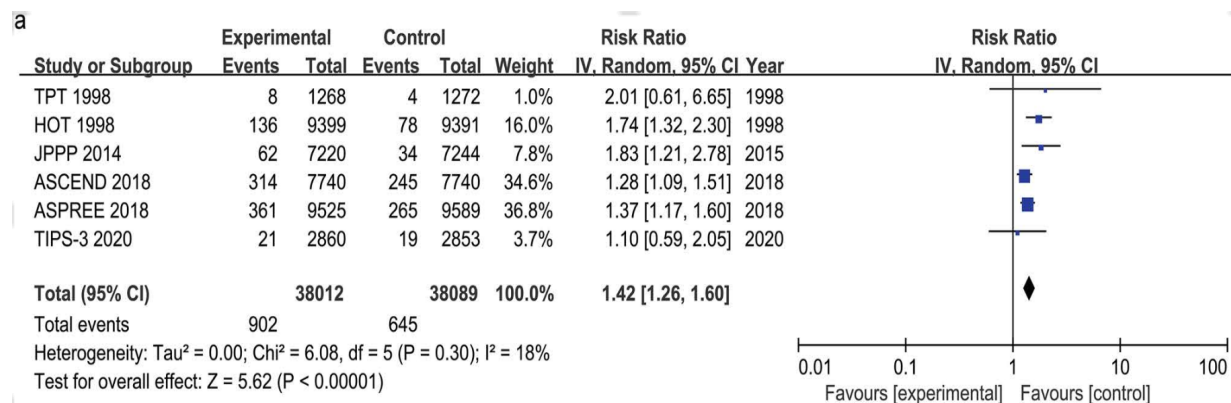 a
Experimental Control Risk Ratio Risk Ratio
Study or Subgroup Events Total Events Total Weight IV, Random, 95% CI Year IV, Random, 95% CI
TPT 1998 8 1268 4 1272 1.0% 2.01 [0.61, 6.65] 1998
HOT 1998 136 9399 78 9391 16.0% 1.74 [1.32, 2.30] 1998
JPPP 2014 62 7220 34 7244 7.8% 1.83 [1.21, 2.78] 2015
ASCEND 2018 314 7740 245 7740 34.6% 1.28 [1.09, 1.51] 2018
ASPREE 2018 361 9525 265 9589 36.8% 1.37 [1.17, 1.60] 2018
TIPS-3 2020 21 2860 19 2853 3.7% 1.10 [0.59, 2.05] 2020
Total (95% CI) 38012 38089 100.0% 1.42 [1.26, 1.60]
Total events 902 645
Heterogeneity: Tau² = 0.00; Chi² = 6.08, df = 5 (P = 0.30); I² = 18%
Test for overall effect: Z = 5.62 (P < 0.00001)
0.01 0.1 1 10 100
Favours [experimental] Favours [control]